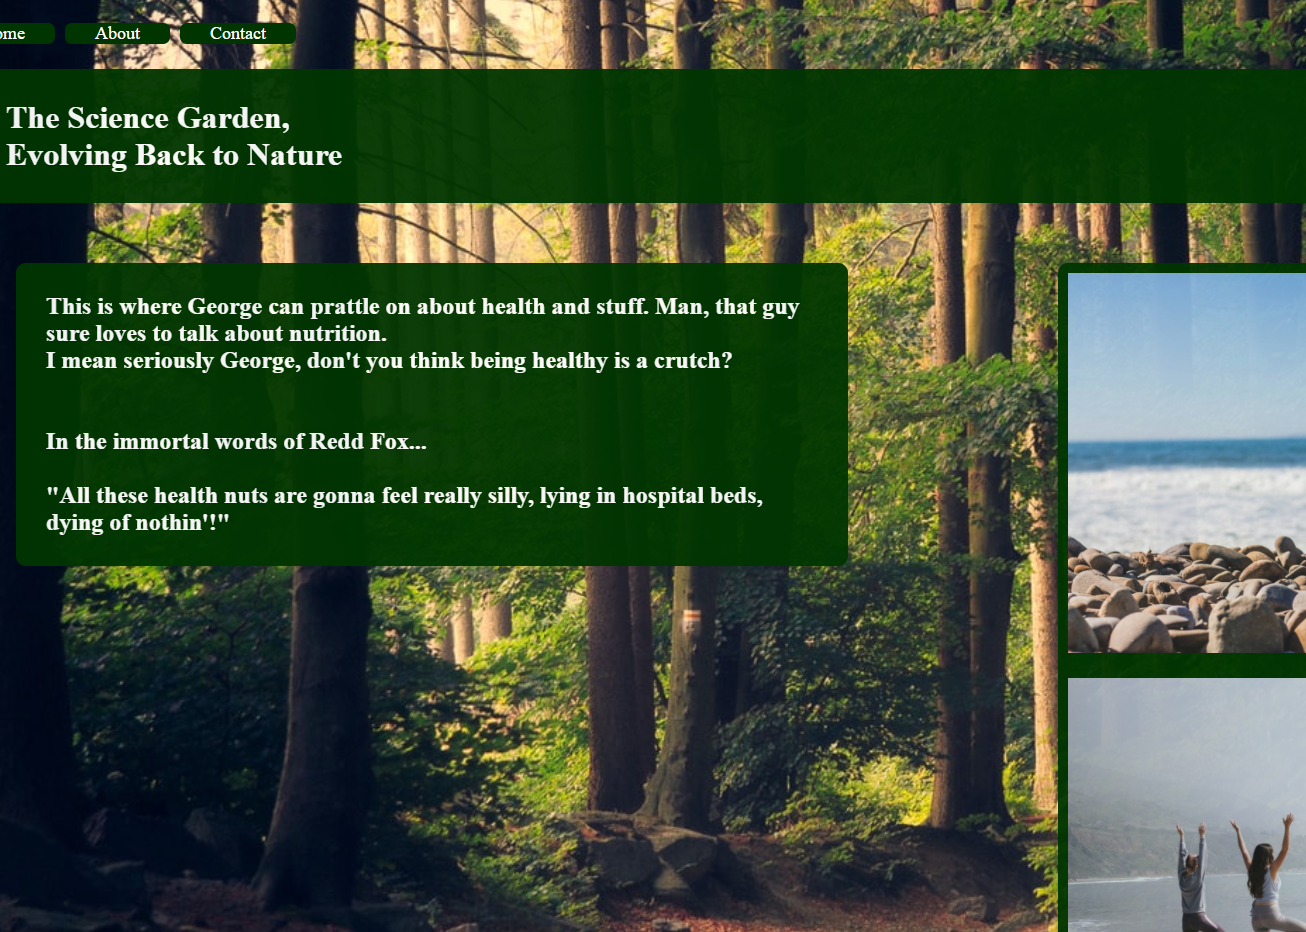 ome About Contact
The Science Garden,
Evolving Back to Nature
This is where George can prattle on about health and stuff. Man, that guy
sure loves to talk about nutrition.
I mean seriously George, don't you think being healthy is a crutch?
In the immortal words of Redd Fox...
"All these health nuts are gonna feel really silly, lying in hospital beds,
dying of nothin'!"